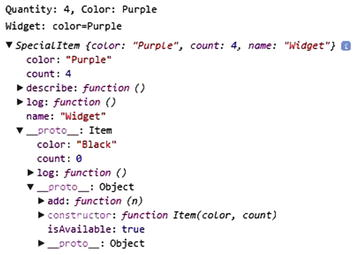 Quantity: 4, Color: Purple
Widget: color=Purple
▼ SpecialItem {color: "Purple", count: 4, name: "Widget"} i
color: "Purple"
count: 4
▶ describe: function ()
▶ log: function ()
name: "Widget"
▼ __proto__: Item
color: "Black"
count: 0
▶ log: function ()
▼ __proto__: Object
▶ add: function (n)
▶ constructor: function Item(color, count)
isAvailable: true
▶ __proto__: Object